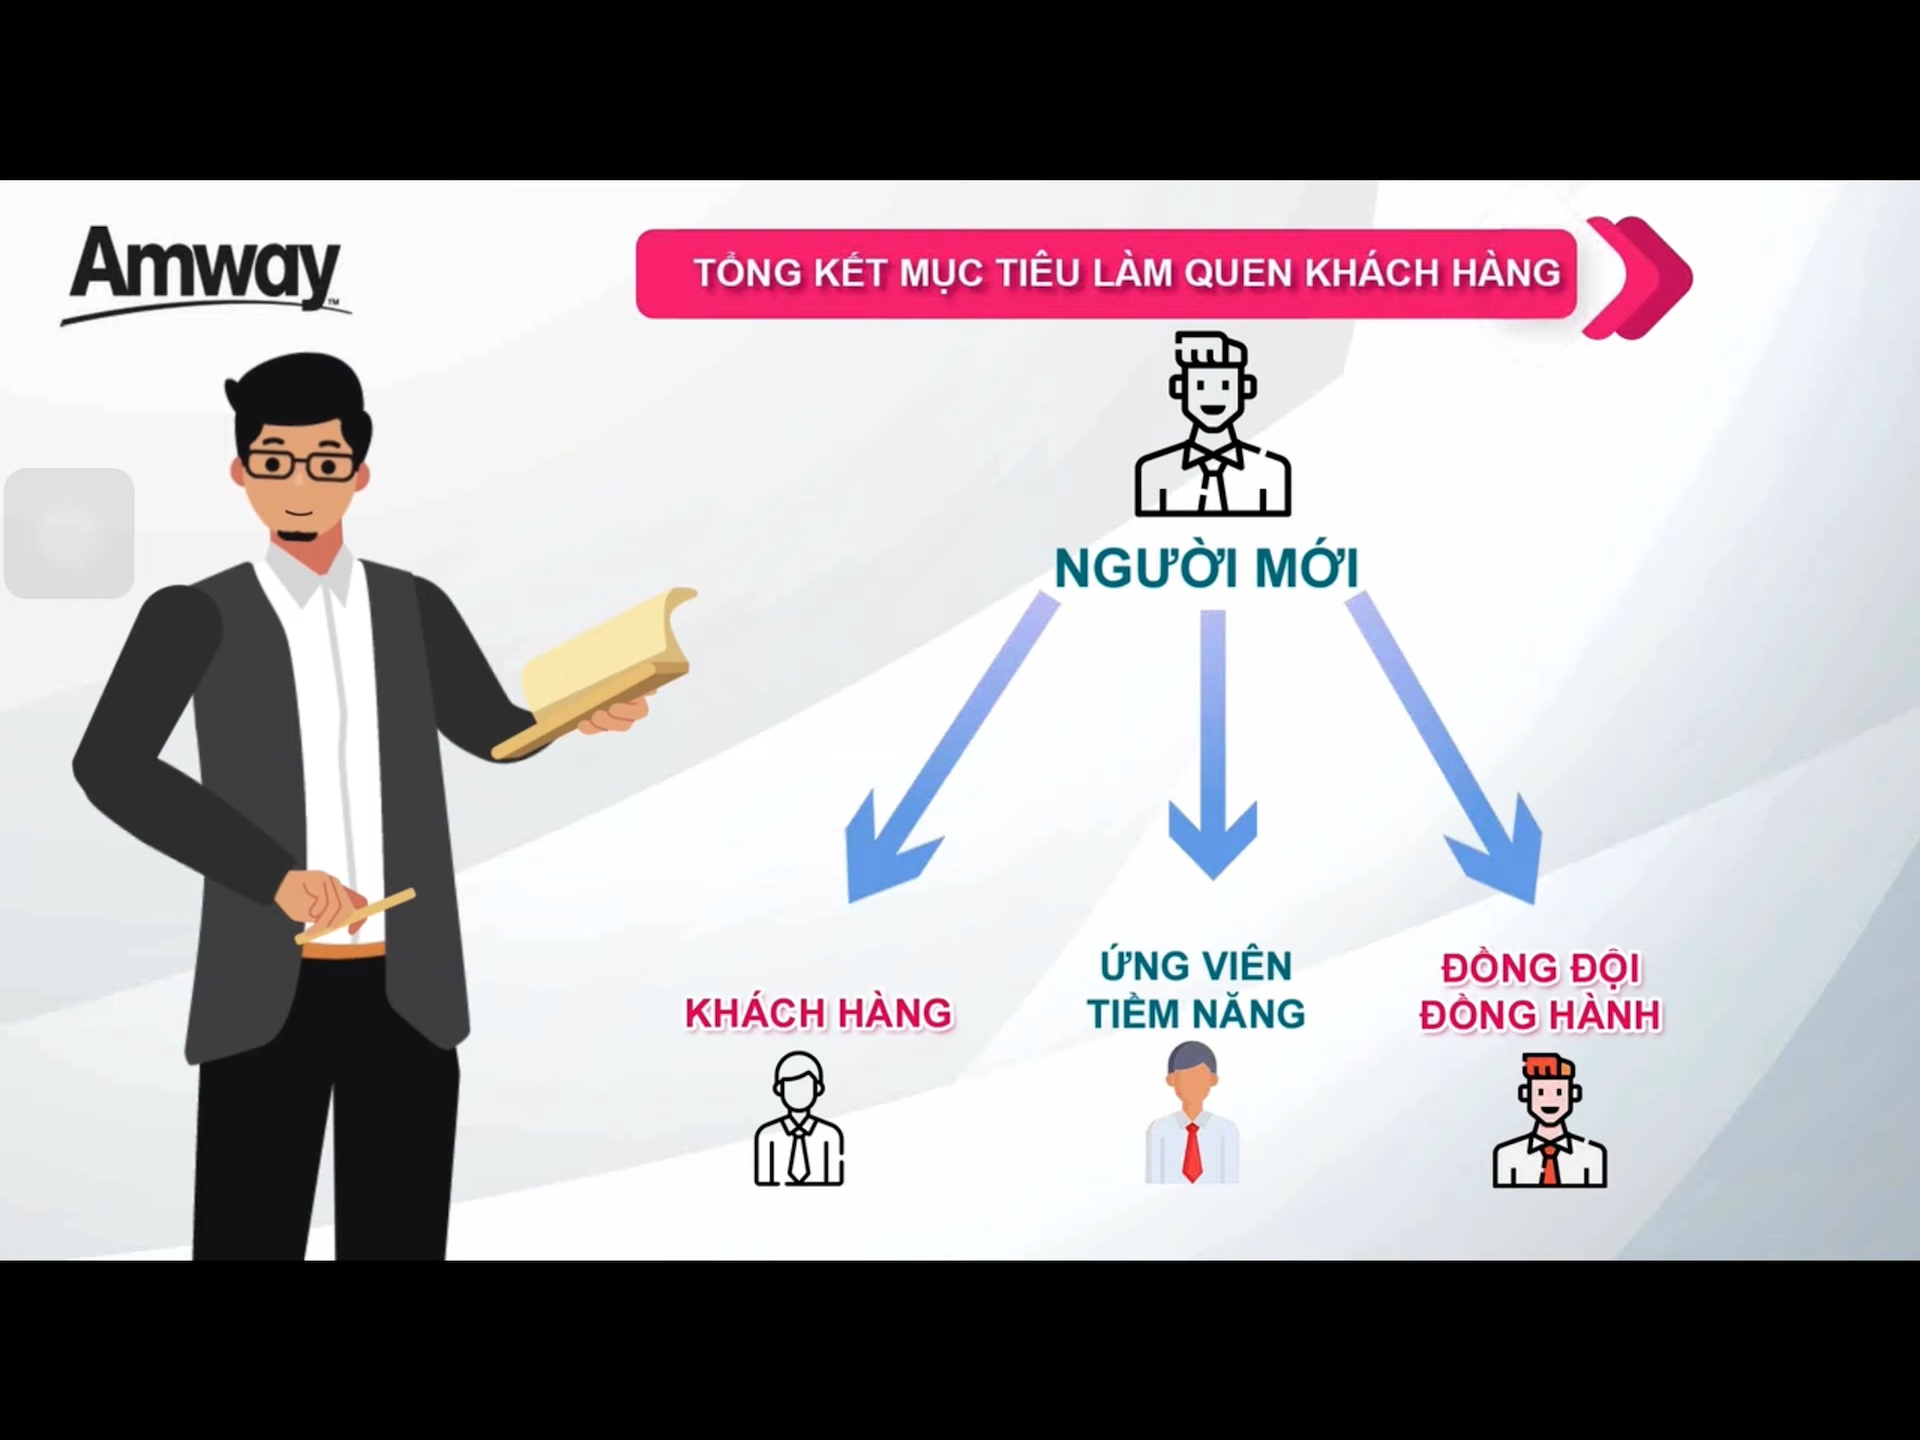 Amway™
TỔNG KẾT MỤC TIÊU LÀM QUEN KHÁCH HÀNG
NGƯỜI MỚI
KHÁCH HÀNG
ỨNG VIÊN
TIỀM NĂNG
ĐỒNG ĐỘI
ĐỒNG HÀNH